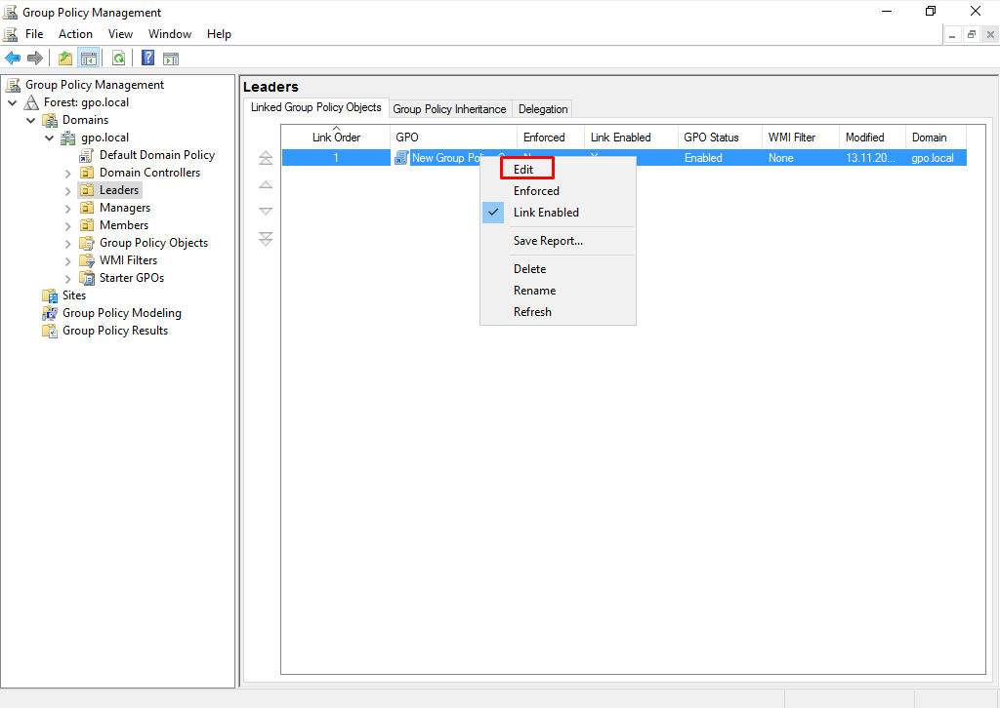 Group Policy Management
File Action View Window Help
Group Policy Management
Forest: gpo.local
Domains
gpo.local
Default Domain Policy
Domain Controllers
Leaders
Managers
Members
Group Policy Objects
WMI Filters
Starter GPOs
Sites
Group Policy Modeling
Group Policy Results
Leaders
Linked Group Policy Objects Group Policy Inheritance Delegation
Link Order GPO Enforced Link Enabled GPO Status WMI Filter Modified Domain
1 New Group Enabled None 13.11.20... gpo.local
Edit
Enforced
Link Enabled
Save Report...
Delete
Rename
Refresh